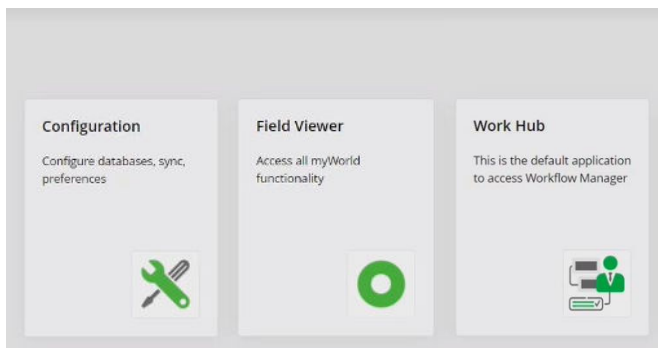 Configuration
Configure databases, sync,
preferences
Field Viewer
Access all myWorld
functionality
Work Hub
This is the default application
to access Workflow Manager